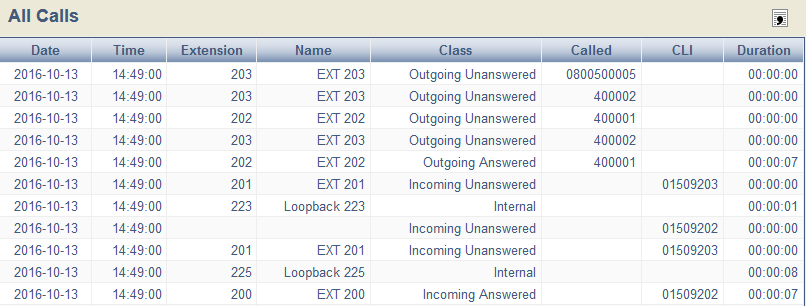 All Calls
Date Time Extension Name Class Called CLI Duration
2016-10-13 14:49:00 203 EXT 203 Outgoing Unanswered 0800500005 00:00:00
2016-10-13 14:49:00 203 EXT 203 Outgoing Unanswered 400002 00:00:00
2016-10-13 14:49:00 202 EXT 202 Outgoing Unanswered 400001 00:00:00
2016-10-13 14:49:00 203 EXT 203 Outgoing Unanswered 400002 00:00:00
2016-10-13 14:49:00 202 EXT 202 Outgoing Answered 400001 00:00:07
2016-10-13 14:49:00 201 EXT 201 Incoming Unanswered 01509203 00:00:00
2016-10-13 14:49:00 223 Loopback 223 Internal 00:00:01
2016-10-13 14:49:00 Incoming Unanswered 01509202 00:00:00
2016-10-13 14:49:00 201 EXT 201 Incoming Unanswered 01509203 00:00:00
2016-10-13 14:49:00 225 Loopback 225 Internal 00:00:08
2016-10-13 14:49:00 200 EXT 200 Incoming Answered 01509202 00:00:07